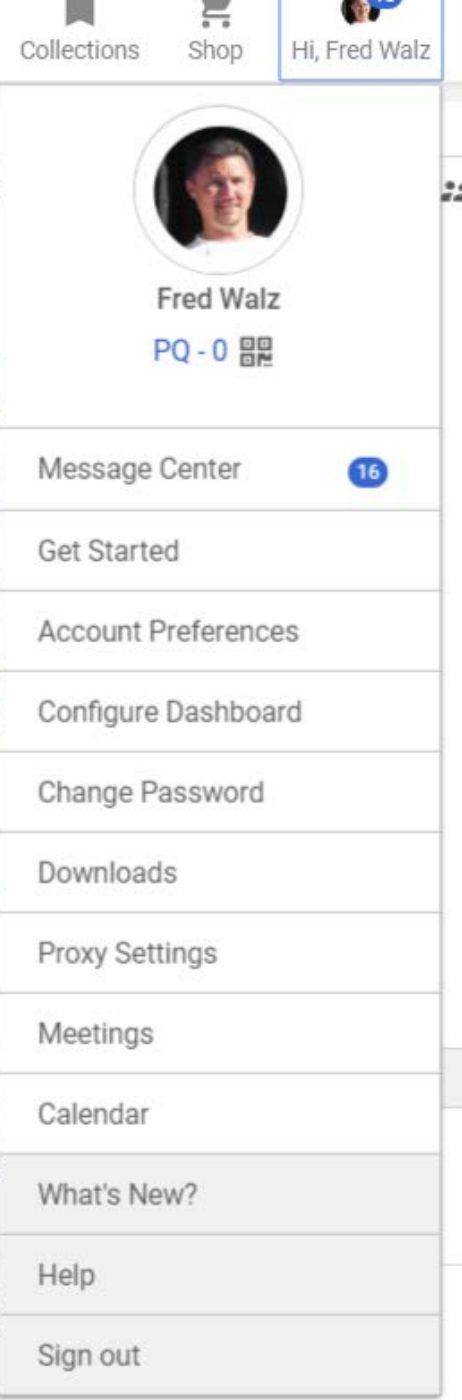 Collections
Shop
Hi, Fred Walz
Fred Walz
PQ - 0
Message Center 16
Get Started
Account Preferences
Configure Dashboard
Change Password
Downloads
Proxy Settings
Meetings
Calendar
What's New?
Help
Sign out